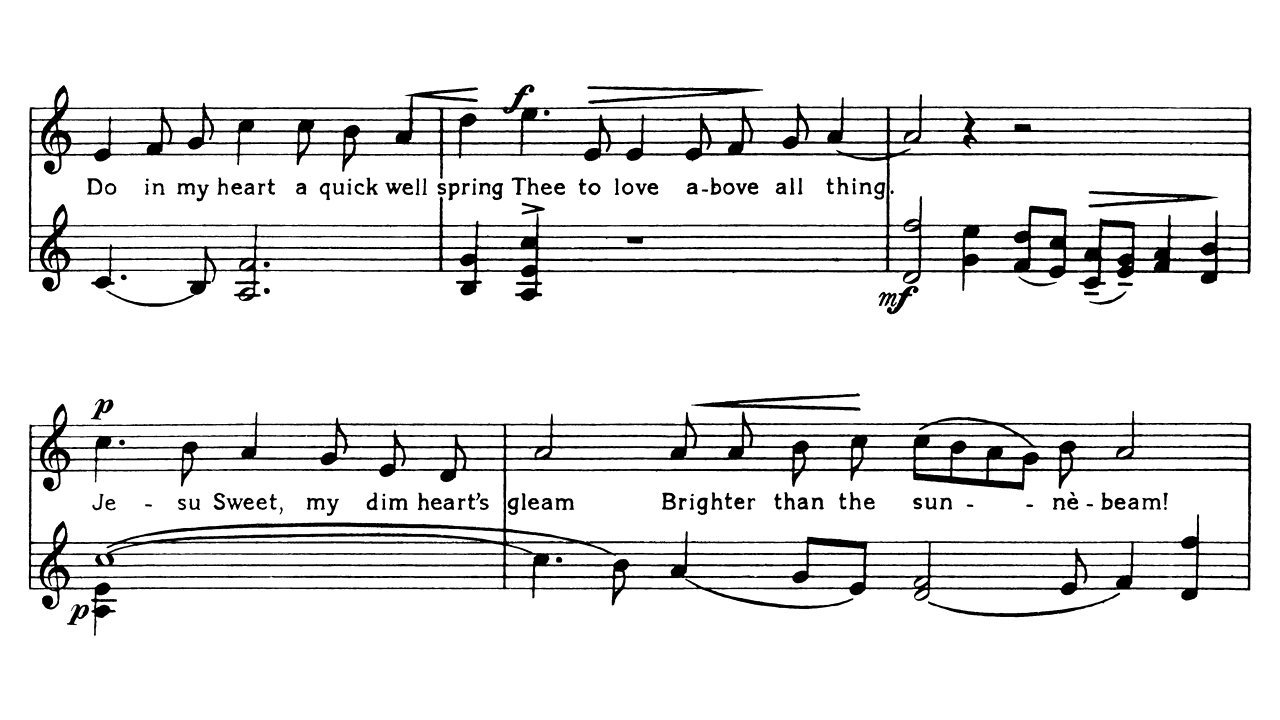 f
Do in my heart a quick well spring Thee to love a-bove all thing.
mf
p
Je - su Sweet, my dim heart's gleam Brighter than the sun - - nè - beam!
p